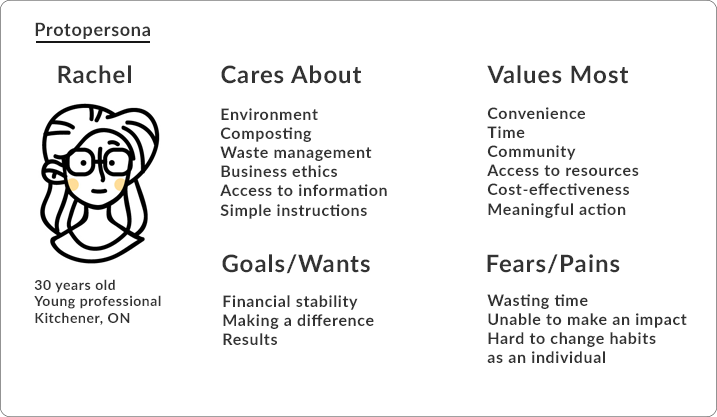 Protopersona
Rachel
30 years old
Young professional
Kitchener, ON
Cares About
Environment
Composting
Waste management
Business ethics
Access to information
Simple instructions
Values Most
Convenience
Time
Community
Access to resources
Cost-effectiveness
Meaningful action
Goals/Wants
Financial stability
Making a difference
Results
Fears/Pains
Wasting time
Unable to make an impact
Hard to change habits
as an individual